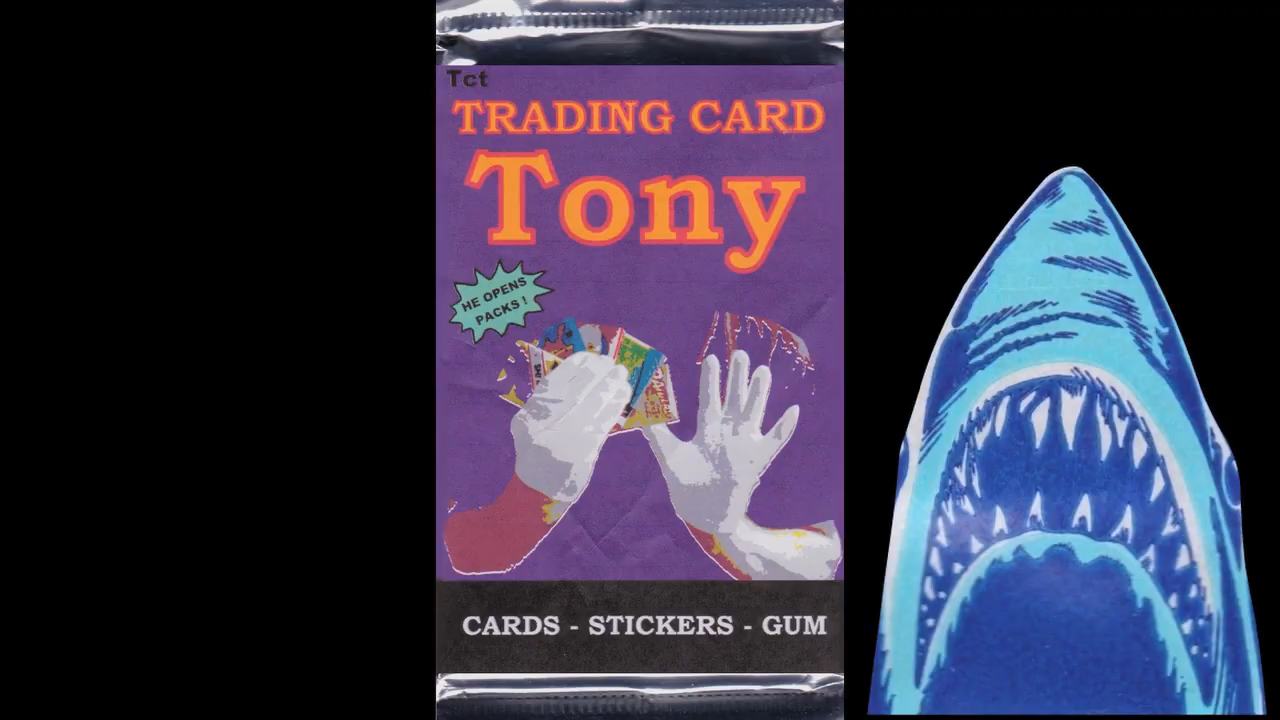 Tct
TRADING CARD
Tony
HE OPENS
PACKS!
CARDS - STICKERS - GUM